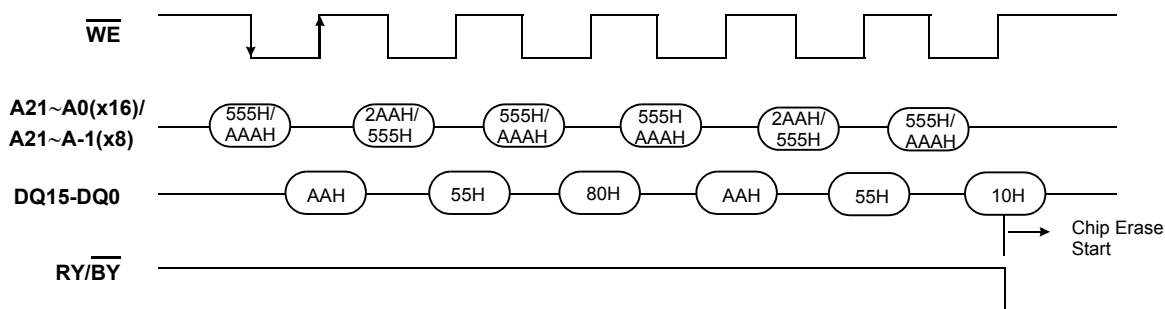 WE
A21~A0(x16)/
A21~A-1(x8)
555H/
AAAH
2AAH/
555H
555H/
AAAH
555H
AAAH
2AAH/
555H
555H/
AAAH
DQ15-DQ0
AAH
55H
80H
AAH
55H
10H
Chip Erase
Start
RY/BY